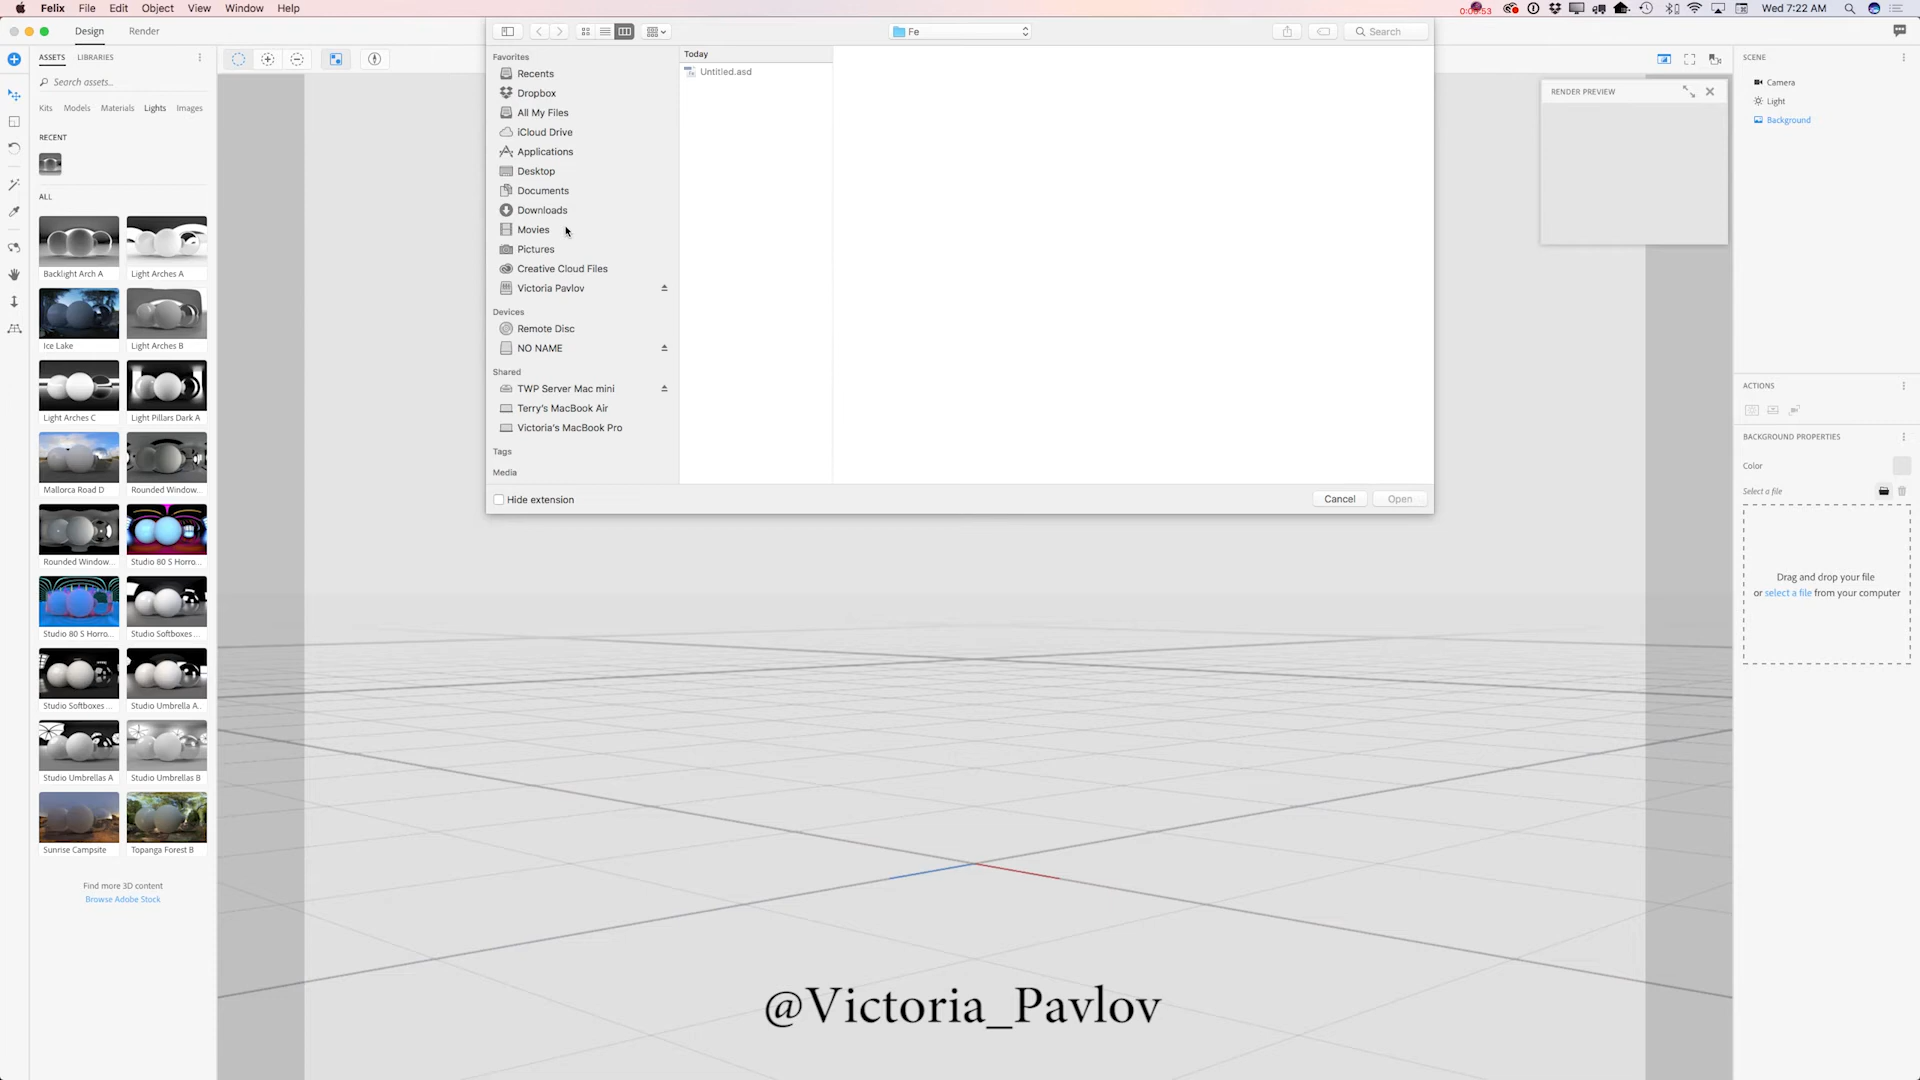 Felix File Edit Object View Window Help
Wed 7:22 AM
Design Render
Fe
Search
ASSETS LIBRARIES
Search assets...
Kits Models Materials Lights Images
RECENT
ALL
Backlight Arch A Light Arches A
Ice Lake Light Arches B
Light Arches C Light Pillars Dark A
Mallorca Road D Rounded Window...
Rounded Window... Studio 80 S Horro...
Studio 80 S Horro... Studio Softboxes ...
Studio Softboxes ... Studio Umbrella A..
Studio Umbrellas A Studio Umbrellas B
Sunrise Campsite Topanga Forest B
Find more 3D content
Browse Adobe Stock
Favorites
Recents
Dropbox
All My Files
iCloud Drive
Applications
Desktop
Documents
Downloads
Movies
Pictures
Creative Cloud Files
Victoria Pavlov
Devices
Remote Disc
NO NAME
Shared
TWP Server Mac mini
Terry's MacBook Air
Victoria's MacBook Pro
Tags
Media
Today
Untitled.asd
Hide extension
Cancel Open
RENDER PREVIEW
SCENE
Camera
Light
Background
ACTIONS
BACKGROUND PROPERTIES
Color
Select a file
Drag and drop your file
or select a file from your computer
@Victoria_Pavlov